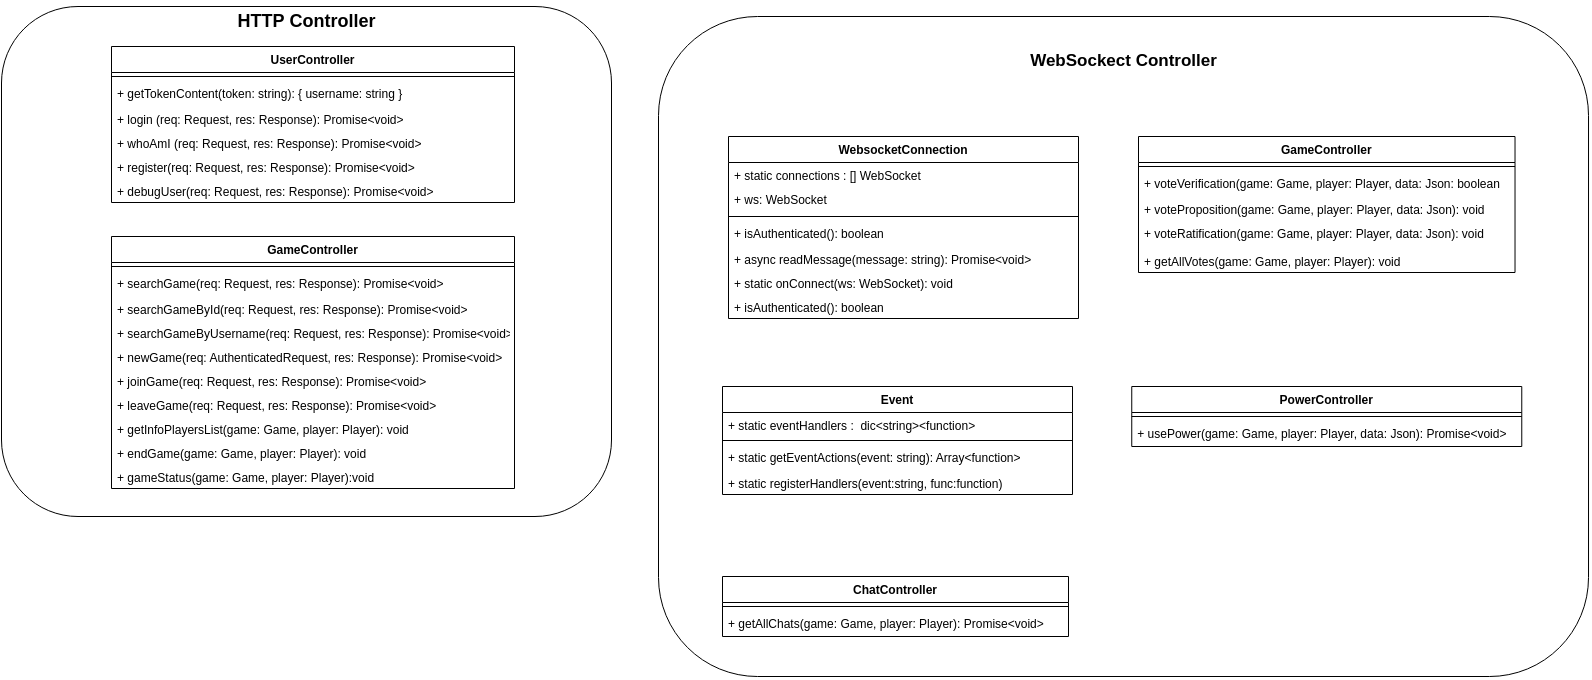 HTTP Controller
UserController
+ getTokenContent(token: string): { username: string }
+ login (req: Request, res: Response): Promise<void>
+ whoAmI (req: Request, res: Response): Promise<void>
+ register(req: Request, res: Response): Promise<void>
+ debugUser(req: Request, res: Response): Promise<void>
GameController
+ searchGame(req: Request, res: Response): Promise<void>
+ searchGameById(req: Request, res: Response): Promise<void>
+ searchGameByUsername(req: Request, res: Response): Promise<void>
+ newGame(req: AuthenticatedRequest, res: Response): Promise<void>
+ joinGame(req: Request, res: Response): Promise<void>
+ leaveGame(req: Request, res: Response): Promise<void>
+ getInfoPlayersList(game: Game, player: Player): void
+ endGame(game: Game, player: Player): void
+ gameStatus(game: Game, player: Player):void
WebSockect Controller
WebsocketConnection
+ static connections : [] WebSocket
+ ws: WebSocket
+ isAuthenticated(): boolean
+ async readMessage(message: string): Promise<void>
+ static onConnect(ws: WebSocket): void
+ isAuthenticated(): boolean
GameController
+ voteVerification(game: Game, player: Player, data: Json: boolean
+ voteProposition(game: Game, player: Player, data: Json): void
+ voteRatification(game: Game, player: Player, data: Json): void
+ getAllVotes(game: Game, player: Player): void
Event
+ static eventHandlers :  dic<string><function>
+ static getEventActions(event: string): Array<function>
+ static registerHandlers(event:string, func:function)
PowerController
+ usePower(game: Game, player: Player, data: Json): Promise<void>
ChatController
+ getAllChats(game: Game, player: Player): Promise<void>